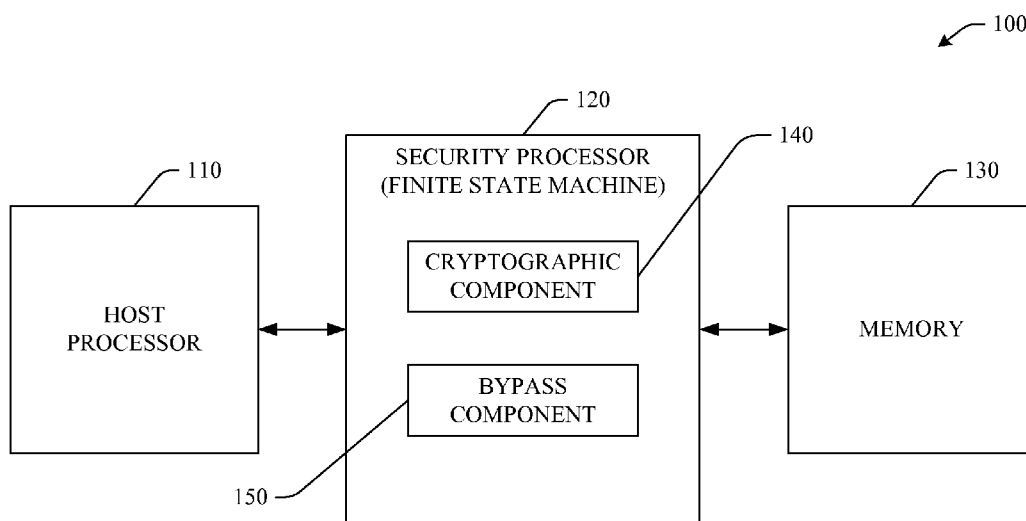 100
120
SECURITY PROCESSOR
(FINITE STATE MACHINE)
140
110
130
CRYPTOGRAPHIC
COMPONENT
HOST
PROCESSOR
MEMORY
BYPASS
COMPONENT
150